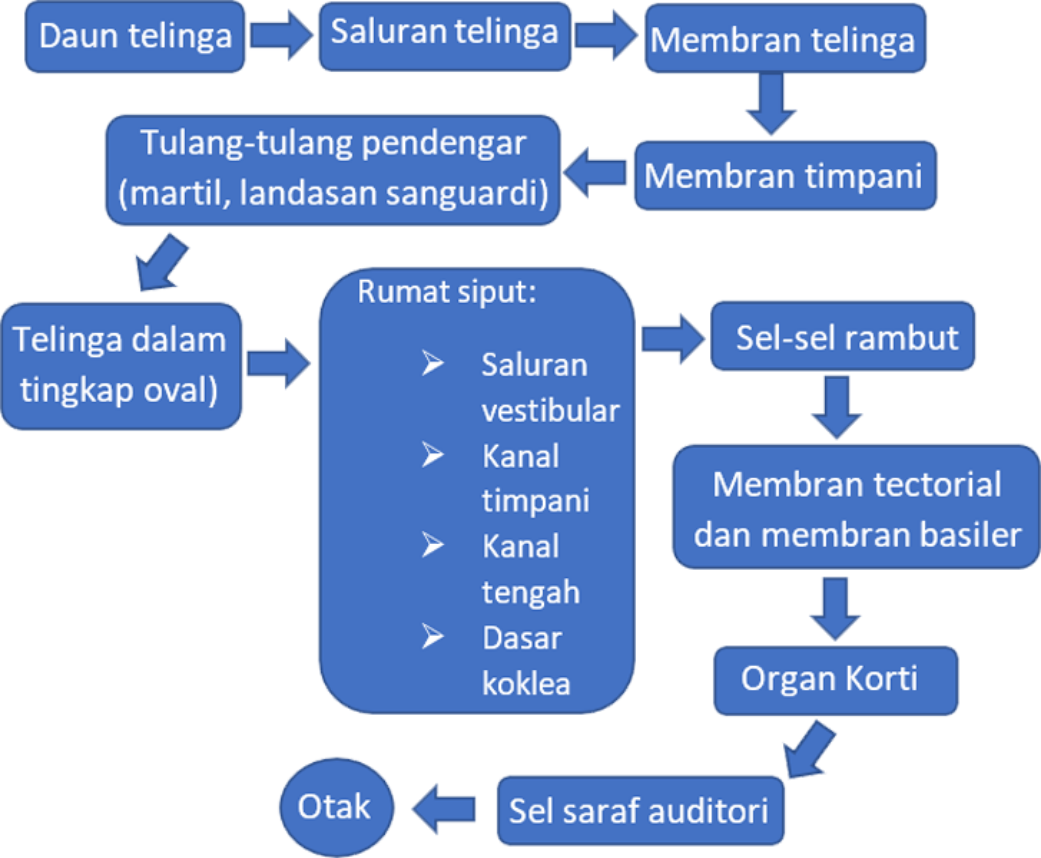 Daun telinga
Saluran telinga
Membran telinga
Membran timpani
Tulang-tulang pendengar
(martil, landasan sanguardi)
Telinga dalam
tingkap oval)
Rumat siput:
➢ Saluran
vestibular
➢ Kanal
timpani
➢ Kanal
tengah
➢ Dasar
koklea
Sel-sel rambut
Membran tectorial
dan membran basiler
Organ Korti
Sel saraf auditori
Otak